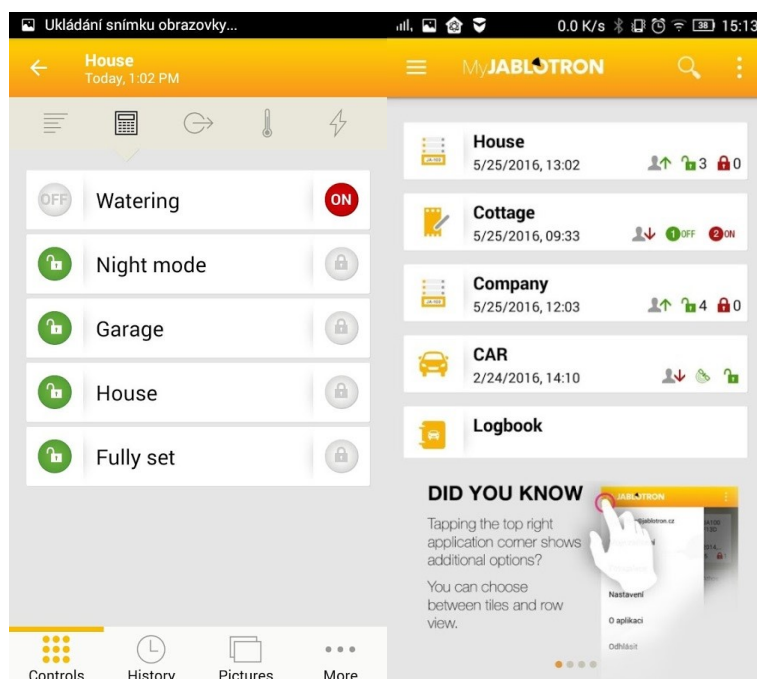 Ukládání snímku obrazovky...
House
Today, 1:02 PM
OFF Watering ON
Night mode
Garage
House
Fully set
Controls History Pictures More
0.0 K/s 38 15:13
MyJABLOTRON
House
5/25/2016, 13:02 3 0
Cottage
5/25/2016, 09:33 1 OFF 2 ON
Company
5/25/2016, 12:03 4 0
CAR
2/24/2016, 14:10
Logbook
DID YOU KNOW
Tapping the top right
application corner shows
additional options?
You can choose
between tiles and row
view.
JABLOTRON
Nastavení
O aplikaci
Odhlásit